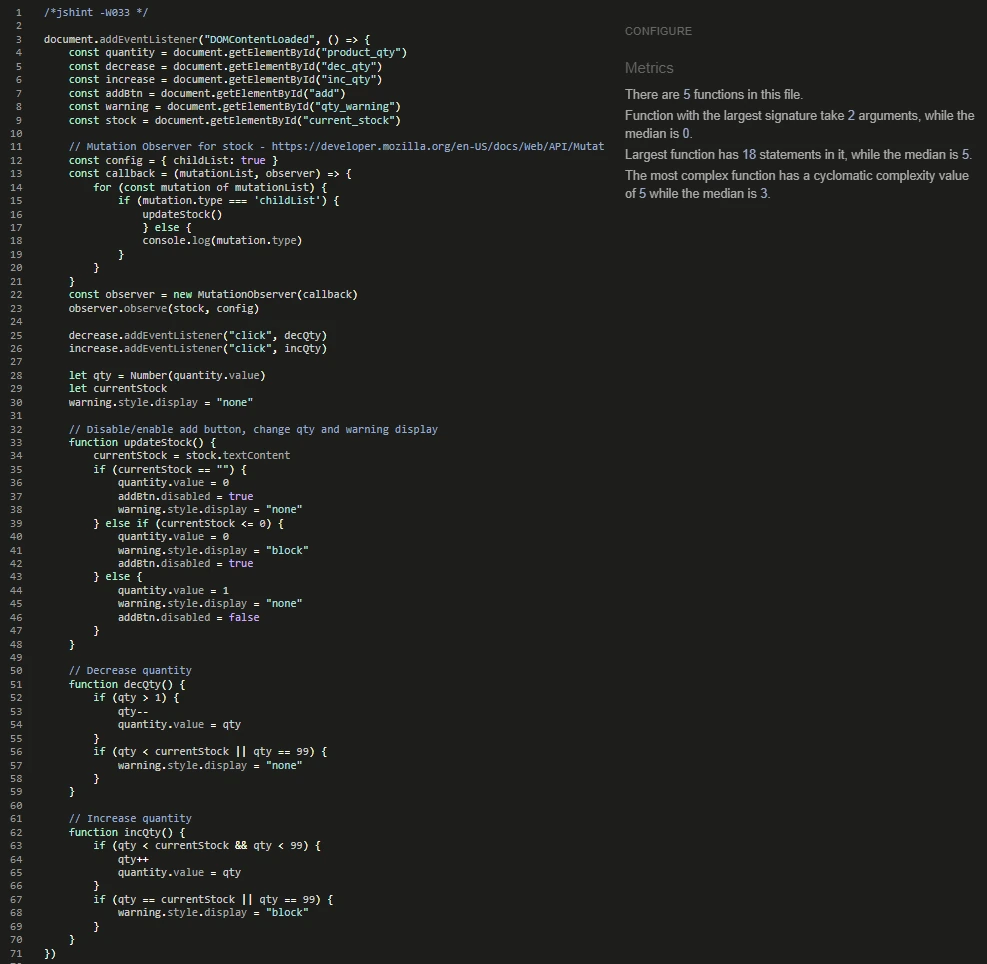 1 /*jshint -W033 */
2
3 document.addEventListener("DOMContentLoaded", () => {
4     const quantity = document.getElementById("product_qty")
5     const decrease = document.getElementById("dec_qty")
6     const increase = document.getElementById("inc_qty")
7     const addBtn = document.getElementById("add")
8     const warning = document.getElementById("qty_warning")
9     const stock = document.getElementById("current_stock")
10
11     // Mutation Observer for stock - https://developer.mozilla.org/en-US/docs/Web/API/Mutat
12     const config = { childList: true }
13     const callback = (mutationList, observer) => {
14         for (const mutation of mutationList) {
15             if (mutation.type === 'childList') {
16                 updateStock()
17                 } else {
18                 console.log(mutation.type)
19             }
20         }
21     }
22     const observer = new MutationObserver(callback)
23     observer.observe(stock, config)
24
25     decrease.addEventListener("click", decQty)
26     increase.addEventListener("click", incQty)
27
28     let qty = Number(quantity.value)
29     let currentStock
30     warning.style.display = "none"
31
32     // Disable/enable add button, change qty and warning display
33     function updateStock() {
34         currentStock = stock.textContent
35         if (currentStock == "") {
36             quantity.value = 0
37             addBtn.disabled = true
38             warning.style.display = "none"
39         } else if (currentStock <= 0) {
40             quantity.value = 0
41             warning.style.display = "block"
42             addBtn.disabled = true
43         } else {
44             quantity.value = 1
45             warning.style.display = "none"
46             addBtn.disabled = false
47         }
48     }
49
50     // Decrease quantity
51     function decQty() {
52         if (qty > 1) {
53             qty--
54             quantity.value = qty
55         }
56         if (qty < currentStock || qty == 99) {
57             warning.style.display = "none"
58         }
59     }
60
61     // Increase quantity
62     function incQty() {
63         if (qty < currentStock && qty < 99) {
64             qty++
65             quantity.value = qty
66         }
67         if (qty == currentStock || qty == 99) {
68             warning.style.display = "block"
69         }
70     }
71 })
CONFIGURE
Metrics
There are 5 functions in this file.
Function with the largest signature take 2 arguments, while the
median is 0.
Largest function has 18 statements in it, while the median is 5.
The most complex function has a cyclomatic complexity value
of 5 while the median is 3.